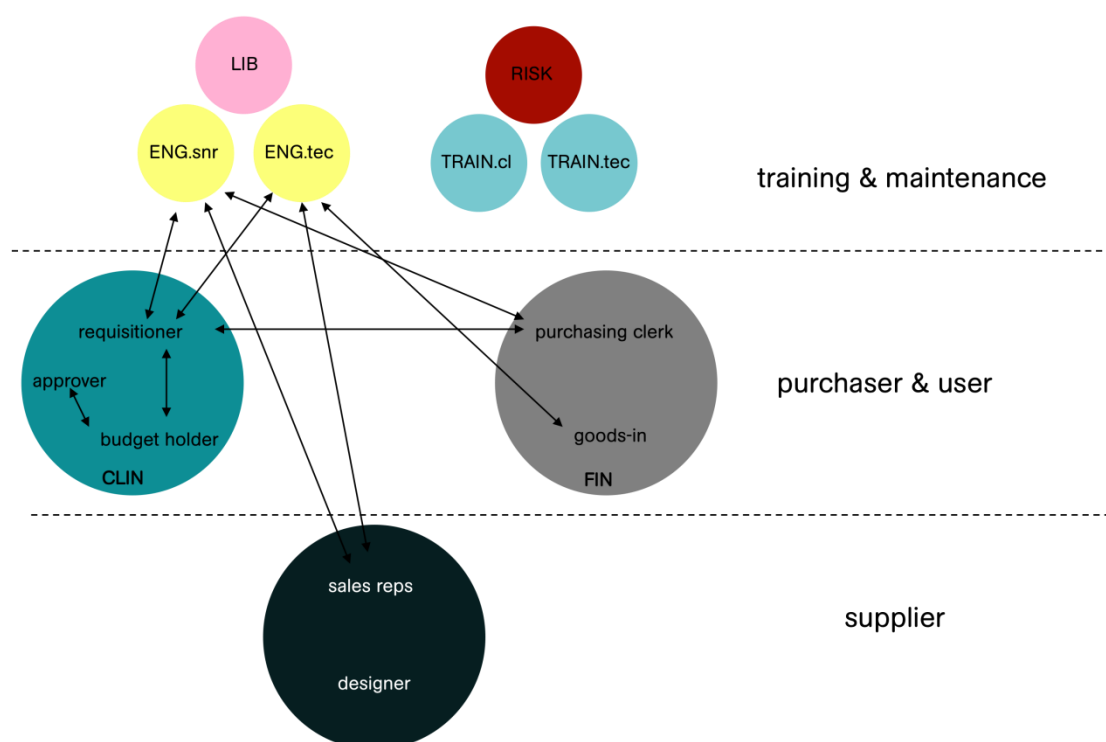 LIB
RISK
ENG.snr
ENG.tec
TRAIN.cl
TRAIN.tec
training & maintenance
requisitioner
purchasing clerk
approver
purchaser & user
budget holder
goods-in
CLIN
FIN
sales reps
supplier
designer